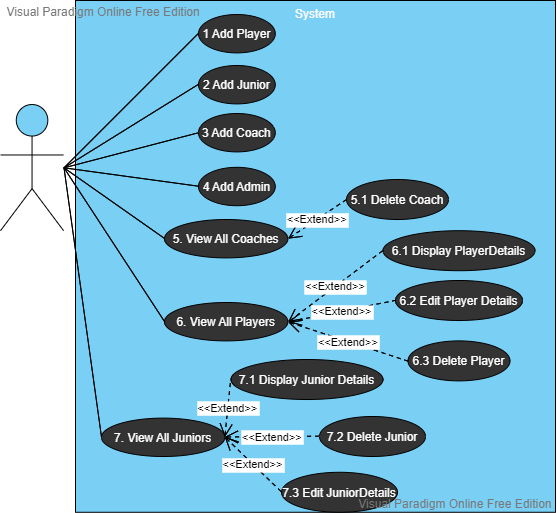 Visual Paradigm Online Free Edition
System
1 Add Player
2 Add Junior
3 Add Coach
4 Add Admin
5.1 Delete Coach
<<Extend>>
5. View All Coaches
6.1 Display PlayerDetails
<<Extend>>
6.2 Edit Player Details
<<Extend>>
6. View All Players
<<Extend>>
6.3 Delete Player
7.1 Display Junior Details
<<Extend>>
7. View All Juniors
<<Extend>>
7.2 Delete Junior
<<Extend>>
7.3 Edit JuniorDetails
Visual Paradigm Online Free Edition